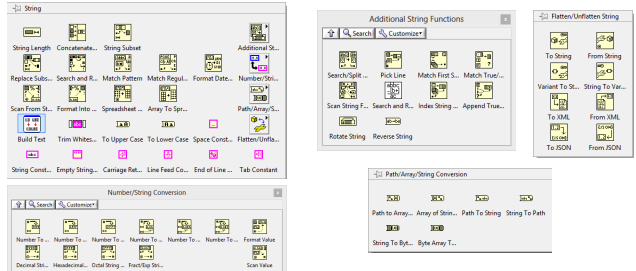 String
String Length Concatenate... String Subset Additional St...
Replace Subs... Search and R... Match Pattern Match Regul... Format Date... Number/Stri...
Scan From St... Format Into ... Spreadsheet ... Array To Spr... Path/Array/S...
Build Text Trim Whites... To Upper Case To Lower Case Space Const... Flatten/Unfla...
String Const... Empty String... Carriage Ret... Line Feed Co... End of Line ... Tab Constant
Number/String Conversion
Search Customize
Number To ... Number To ... Number To ... Number To ... Number To ... Number To ... Format Value
Decimal Stri... Hexadecimal... Octal String ... Fract/Exp Stri... Scan Value
Additional String Functions
Search Customize
Search/Split ... Pick Line Match First S... Match True/...
Scan String F... Search and R... Index String ... Append True...
Rotate String Reverse String
Flatten/Unflatten String
To String From String
Variant To St... String To Var...
To XML From XML
To JSON From JSON
Path/Array/String Conversion
Path to Array... Array of Strin... Path To String String To Path
String To Byt... Byte Array T...